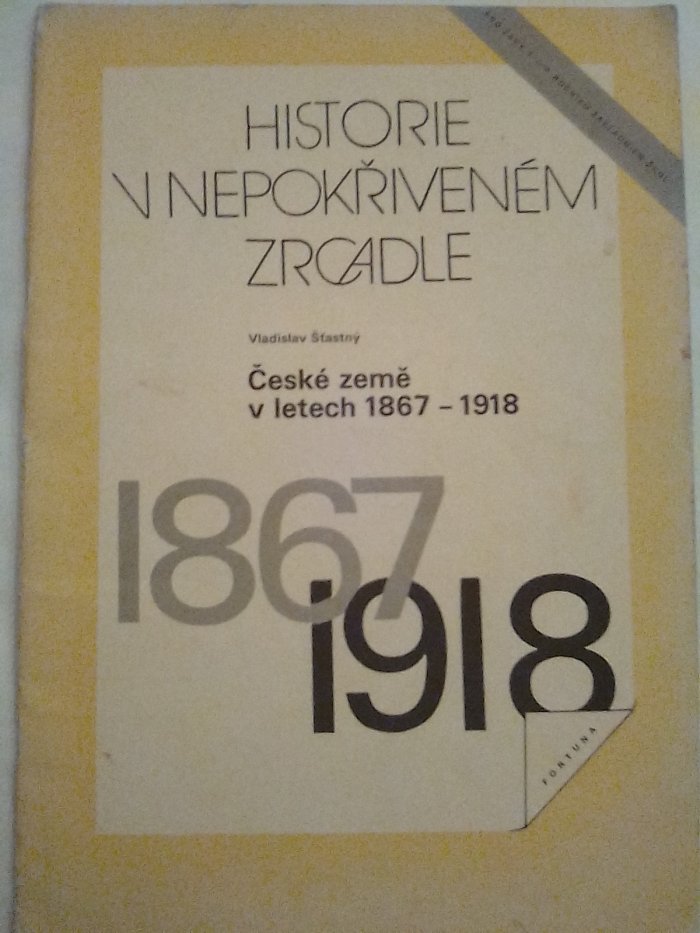 HISTORIE
V NEPOKŘIVENÉM
ZRCADLE
Vladislav Šťastný
České země
v letech 1867 – 1918
1867
1918
FORTUNA